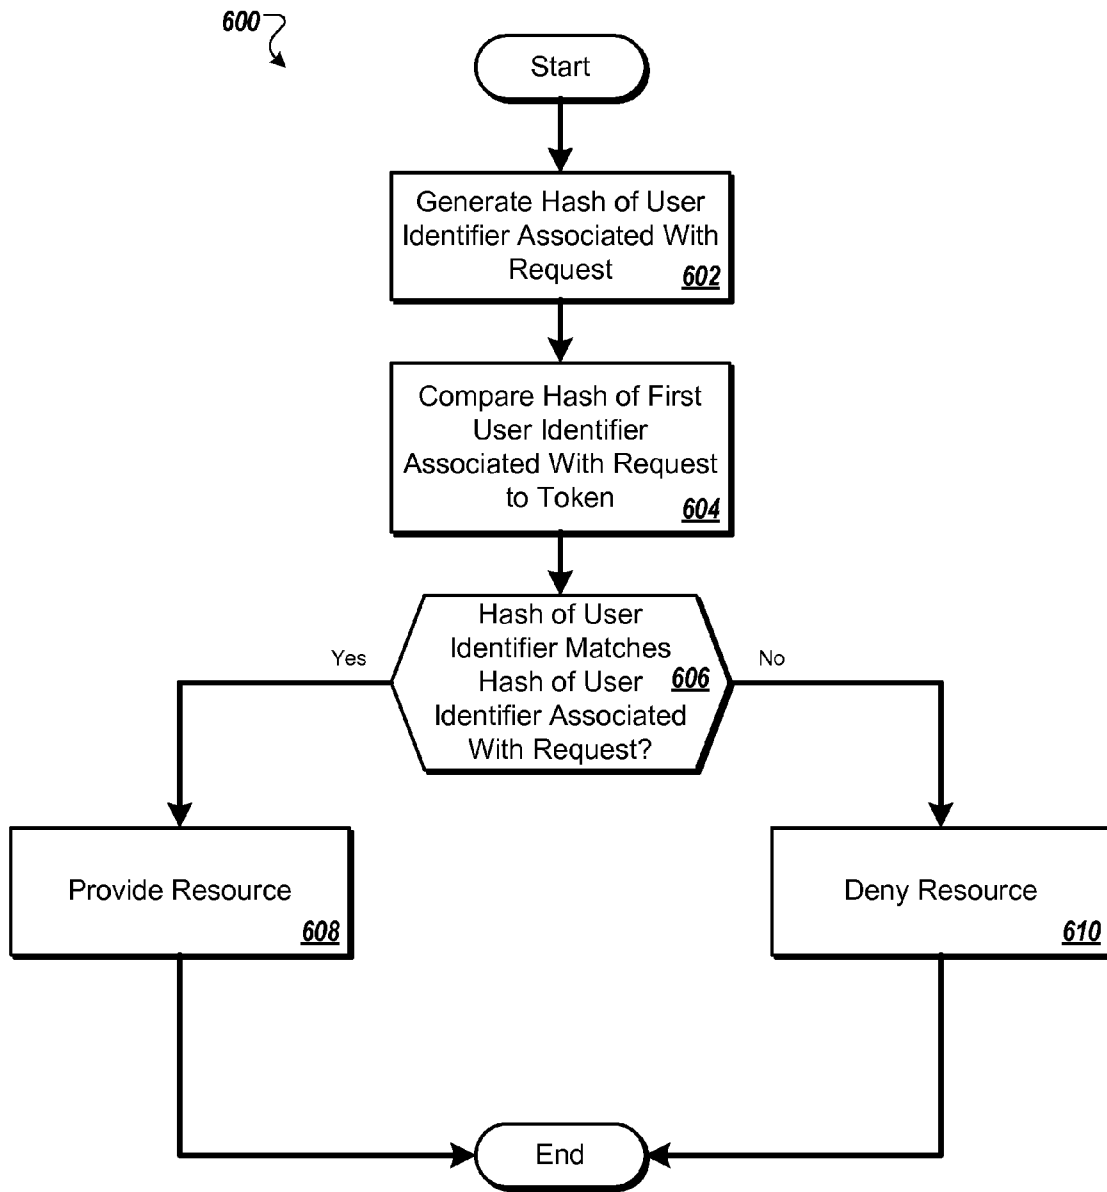 600
Start
Generate Hash of User
Identifier Associated With
Request
602
Compare Hash of First
User Identifier
Associated With Request
to Token
604
Hash of User
Identifier Matches
Hash of User
Identifier Associated
With Request?
606
Yes
No
Provide Resource
608
Deny Resource
610
End